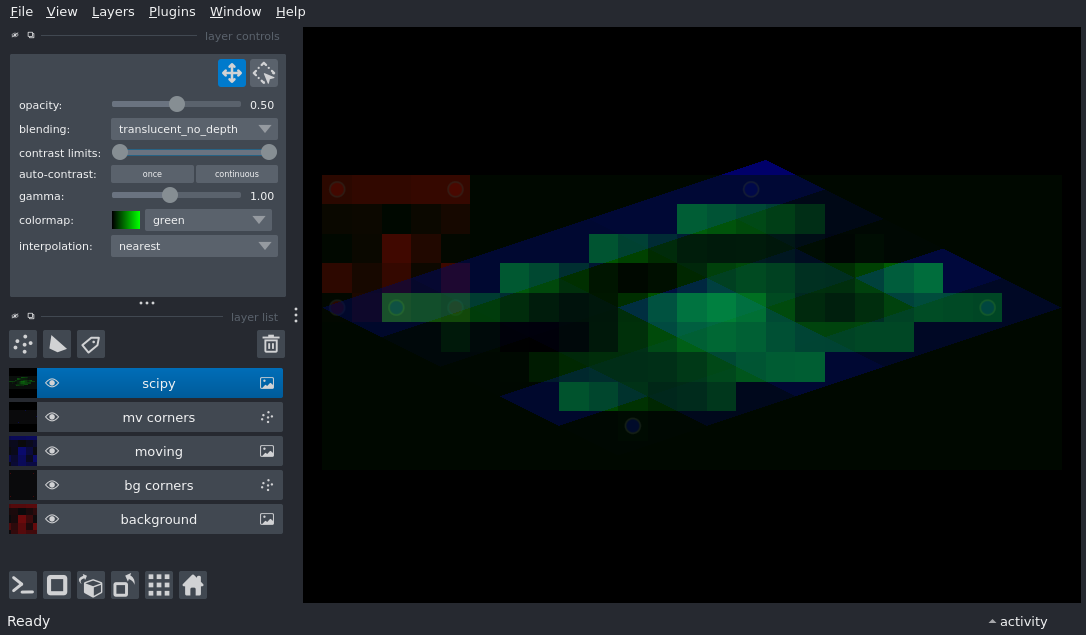 File View Layers Plugins Window Help
layer controls
opacity: 0.50
blending: translucent_no_depth
contrast limits:
auto-contrast: once continuous
gamma: 1.00
colormap: green
interpolation: nearest
layer list
scipy
mv corners
moving
bg corners
background
Ready
activity